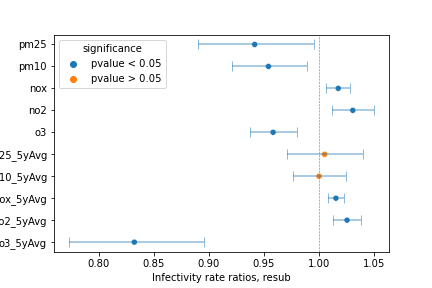 significance
pvalue < 0.05
pvalue > 0.05
pm25
pm10
nox
no2
o3
25_5yAvg
10_5yAvg
ox_5yAvg
o2_5yAvg
o3_5yAvg
0.80 0.85 0.90 0.95 1.00 1.05
Infectivity rate ratios, resub